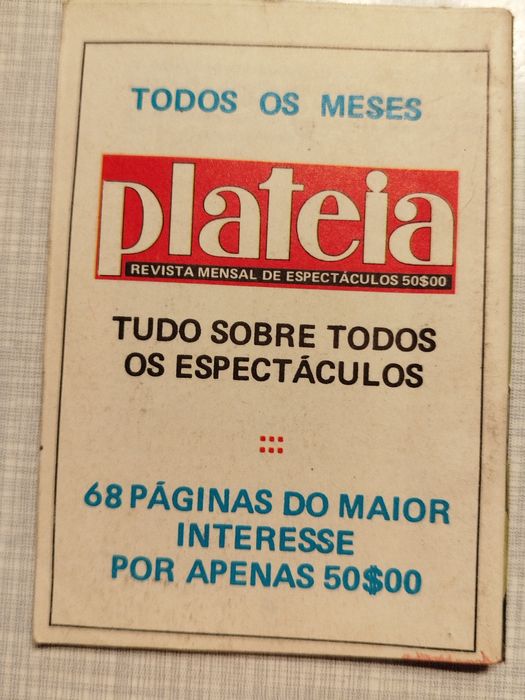 TODOS OS MESES
plateia
REVISTA MENSAL DE ESPECTÁCULOS 50$00
TUDO SOBRE TODOS
OS ESPECTÁCULOS
68 PÁGINAS DO MAIOR
INTERESSE
POR APENAS 50$00